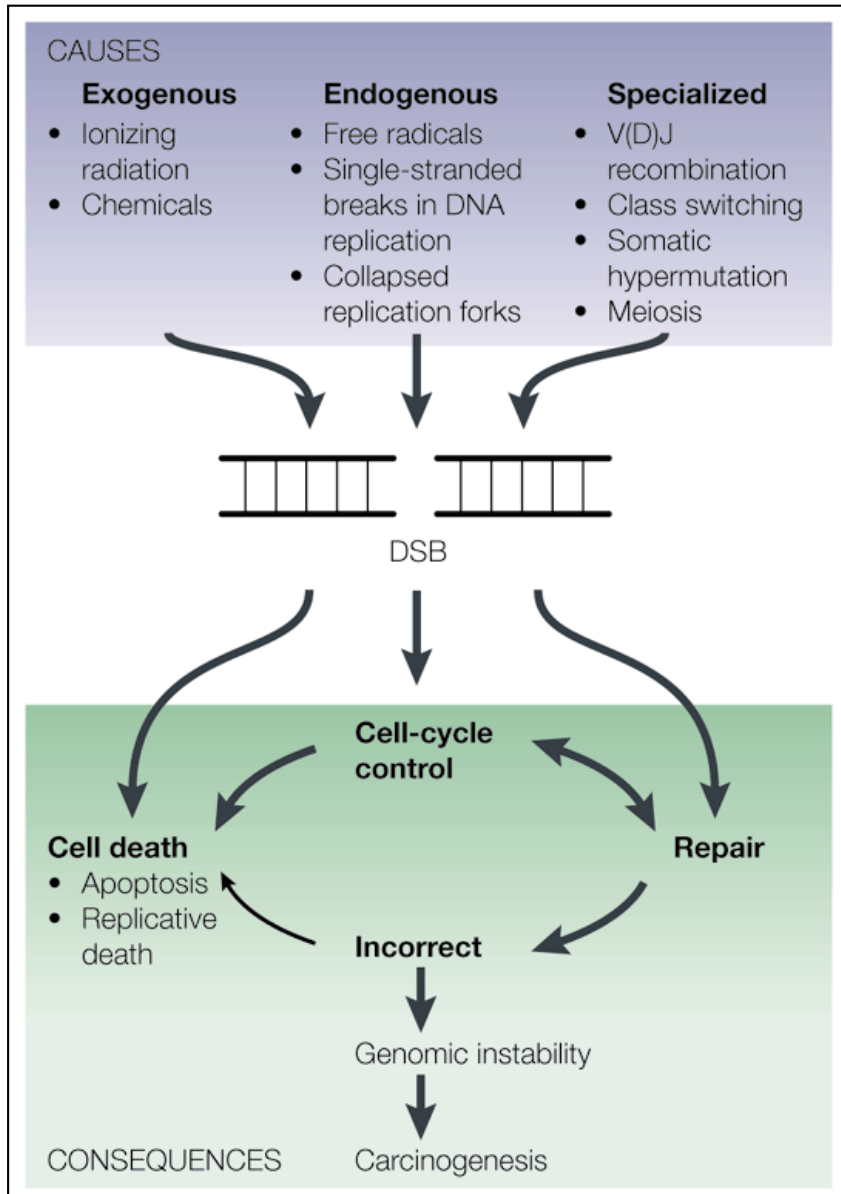 CAUSES
Exogenous
• Ionizing
radiation
• Chemicals
Endogenous
• Free radicals
• Single-stranded
breaks in DNA
replication
• Collapsed
replication forks
Specialized
• V(D)J
recombination
• Class switching
• Somatic
hypermutation
• Meiosis
DSB
Cell-cycle
control
Cell death
• Apoptosis
• Replicative
death
Repair
Incorrect
Genomic instability
Carcinogenesis
CONSEQUENCES